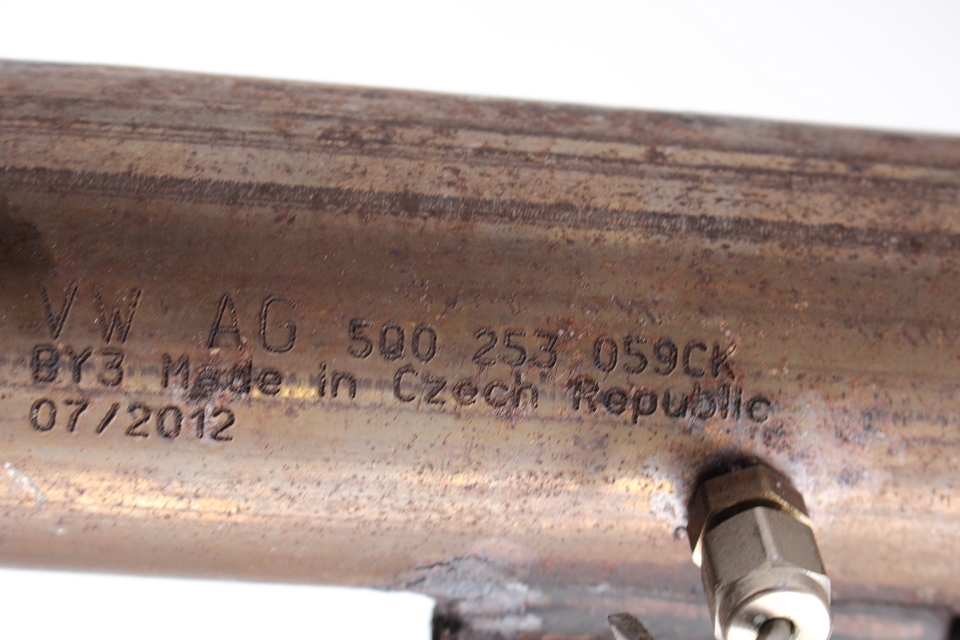 VW AG 5Q0 253 059CK
BY3 Made in Czech Republic
07/2012